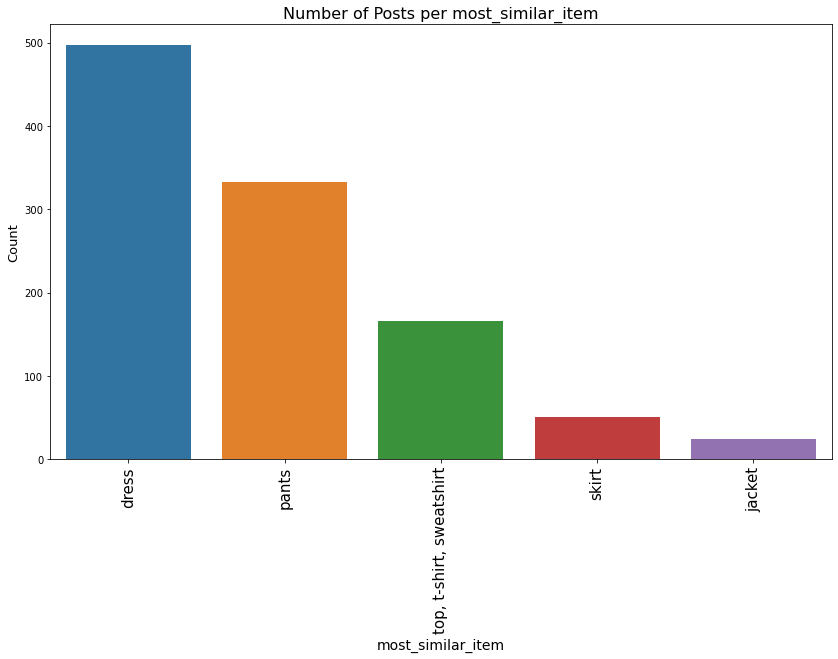 Number of Posts per most_similar_item
Count
500
400
300
200
100
0
dress
pants
top, t-shirt, sweatshirt
skirt
jacket
most_similar_item